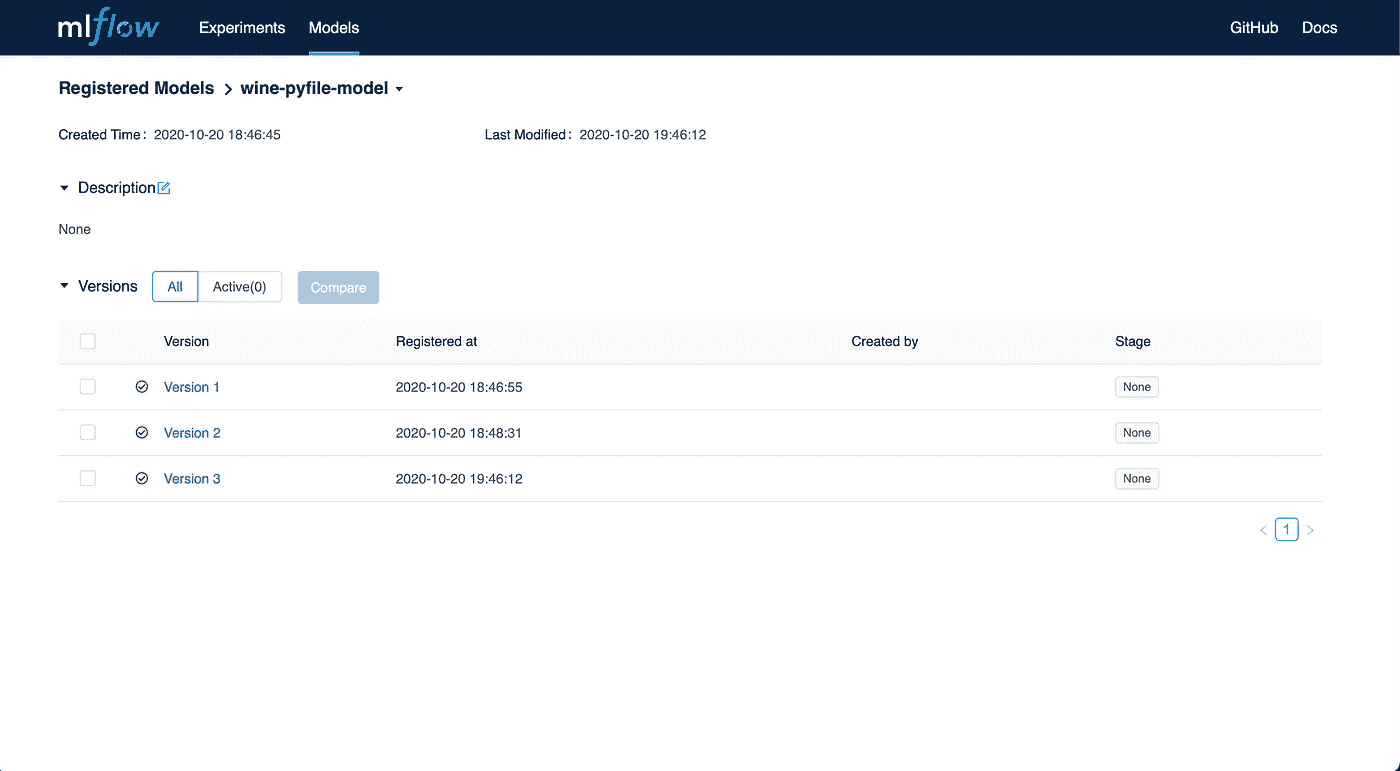 mlflow Experiments Models GitHub Docs
Registered Models > wine-pyfile-model
Created Time: 2020-10-20 18:46:45 Last Modified: 2020-10-20 19:46:12
Description
None
Versions All Active(0) Compare
Version Registered at Created by Stage
Version 1 2020-10-20 18:46:55 None
Version 2 2020-10-20 18:48:31 None
Version 3 2020-10-20 19:46:12 None
< 1 >